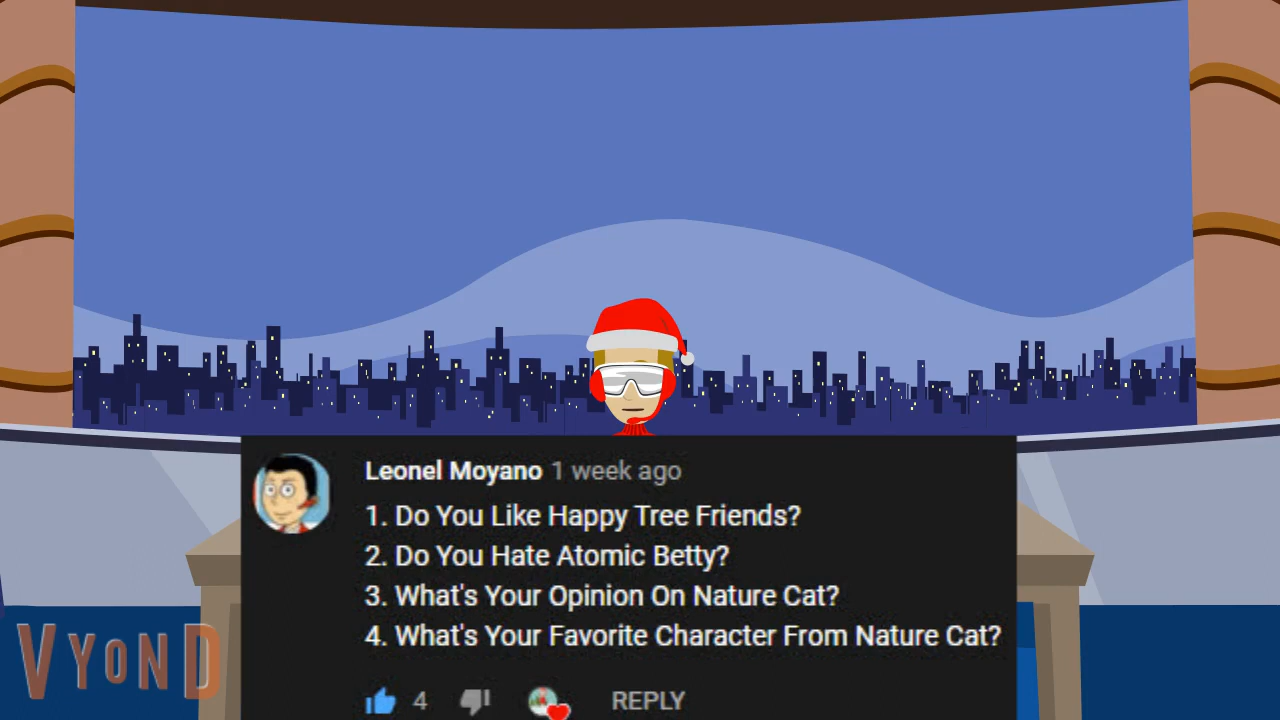 Leonel Moyano 1 week ago
1. Do You Like Happy Tree Friends?
2. Do You Hate Atomic Betty?
3. What's Your Opinion On Nature Cat?
4. What's Your Favorite Character From Nature Cat?
4 REPLY
VYOND